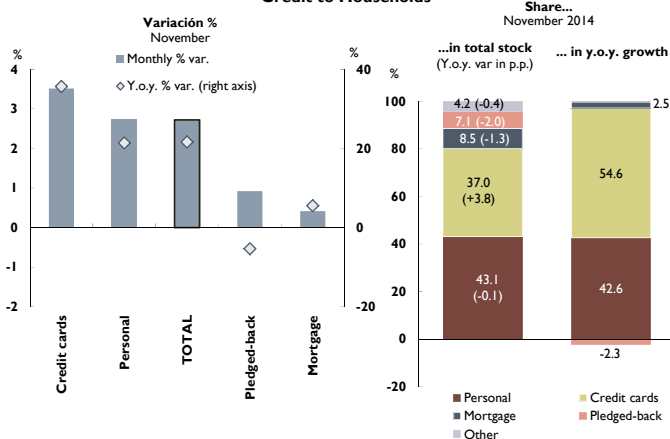 Credit to Households
Variación %
November
%
%
Monthly % var.
Y.o.y. % var. (right axis)
4
3
2
1
0
-1
-2
40
20
0
-20
Credit cards
Personal
TOTAL
Pledged-back
Mortgage
Share...
November 2014
...in total stock
(Y.o.y. var in p.p.)
... in y.o.y. growth
%
100
80
60
40
20
0
-20
4.2 (-0.4)
7.1 (-2.0)
8.5 (-1.3)
37.0
(+3.8)
43.1
(-0.1)
2.5
54.6
42.6
-2.3
Personal
Credit cards
Mortgage
Pledged-back
Other